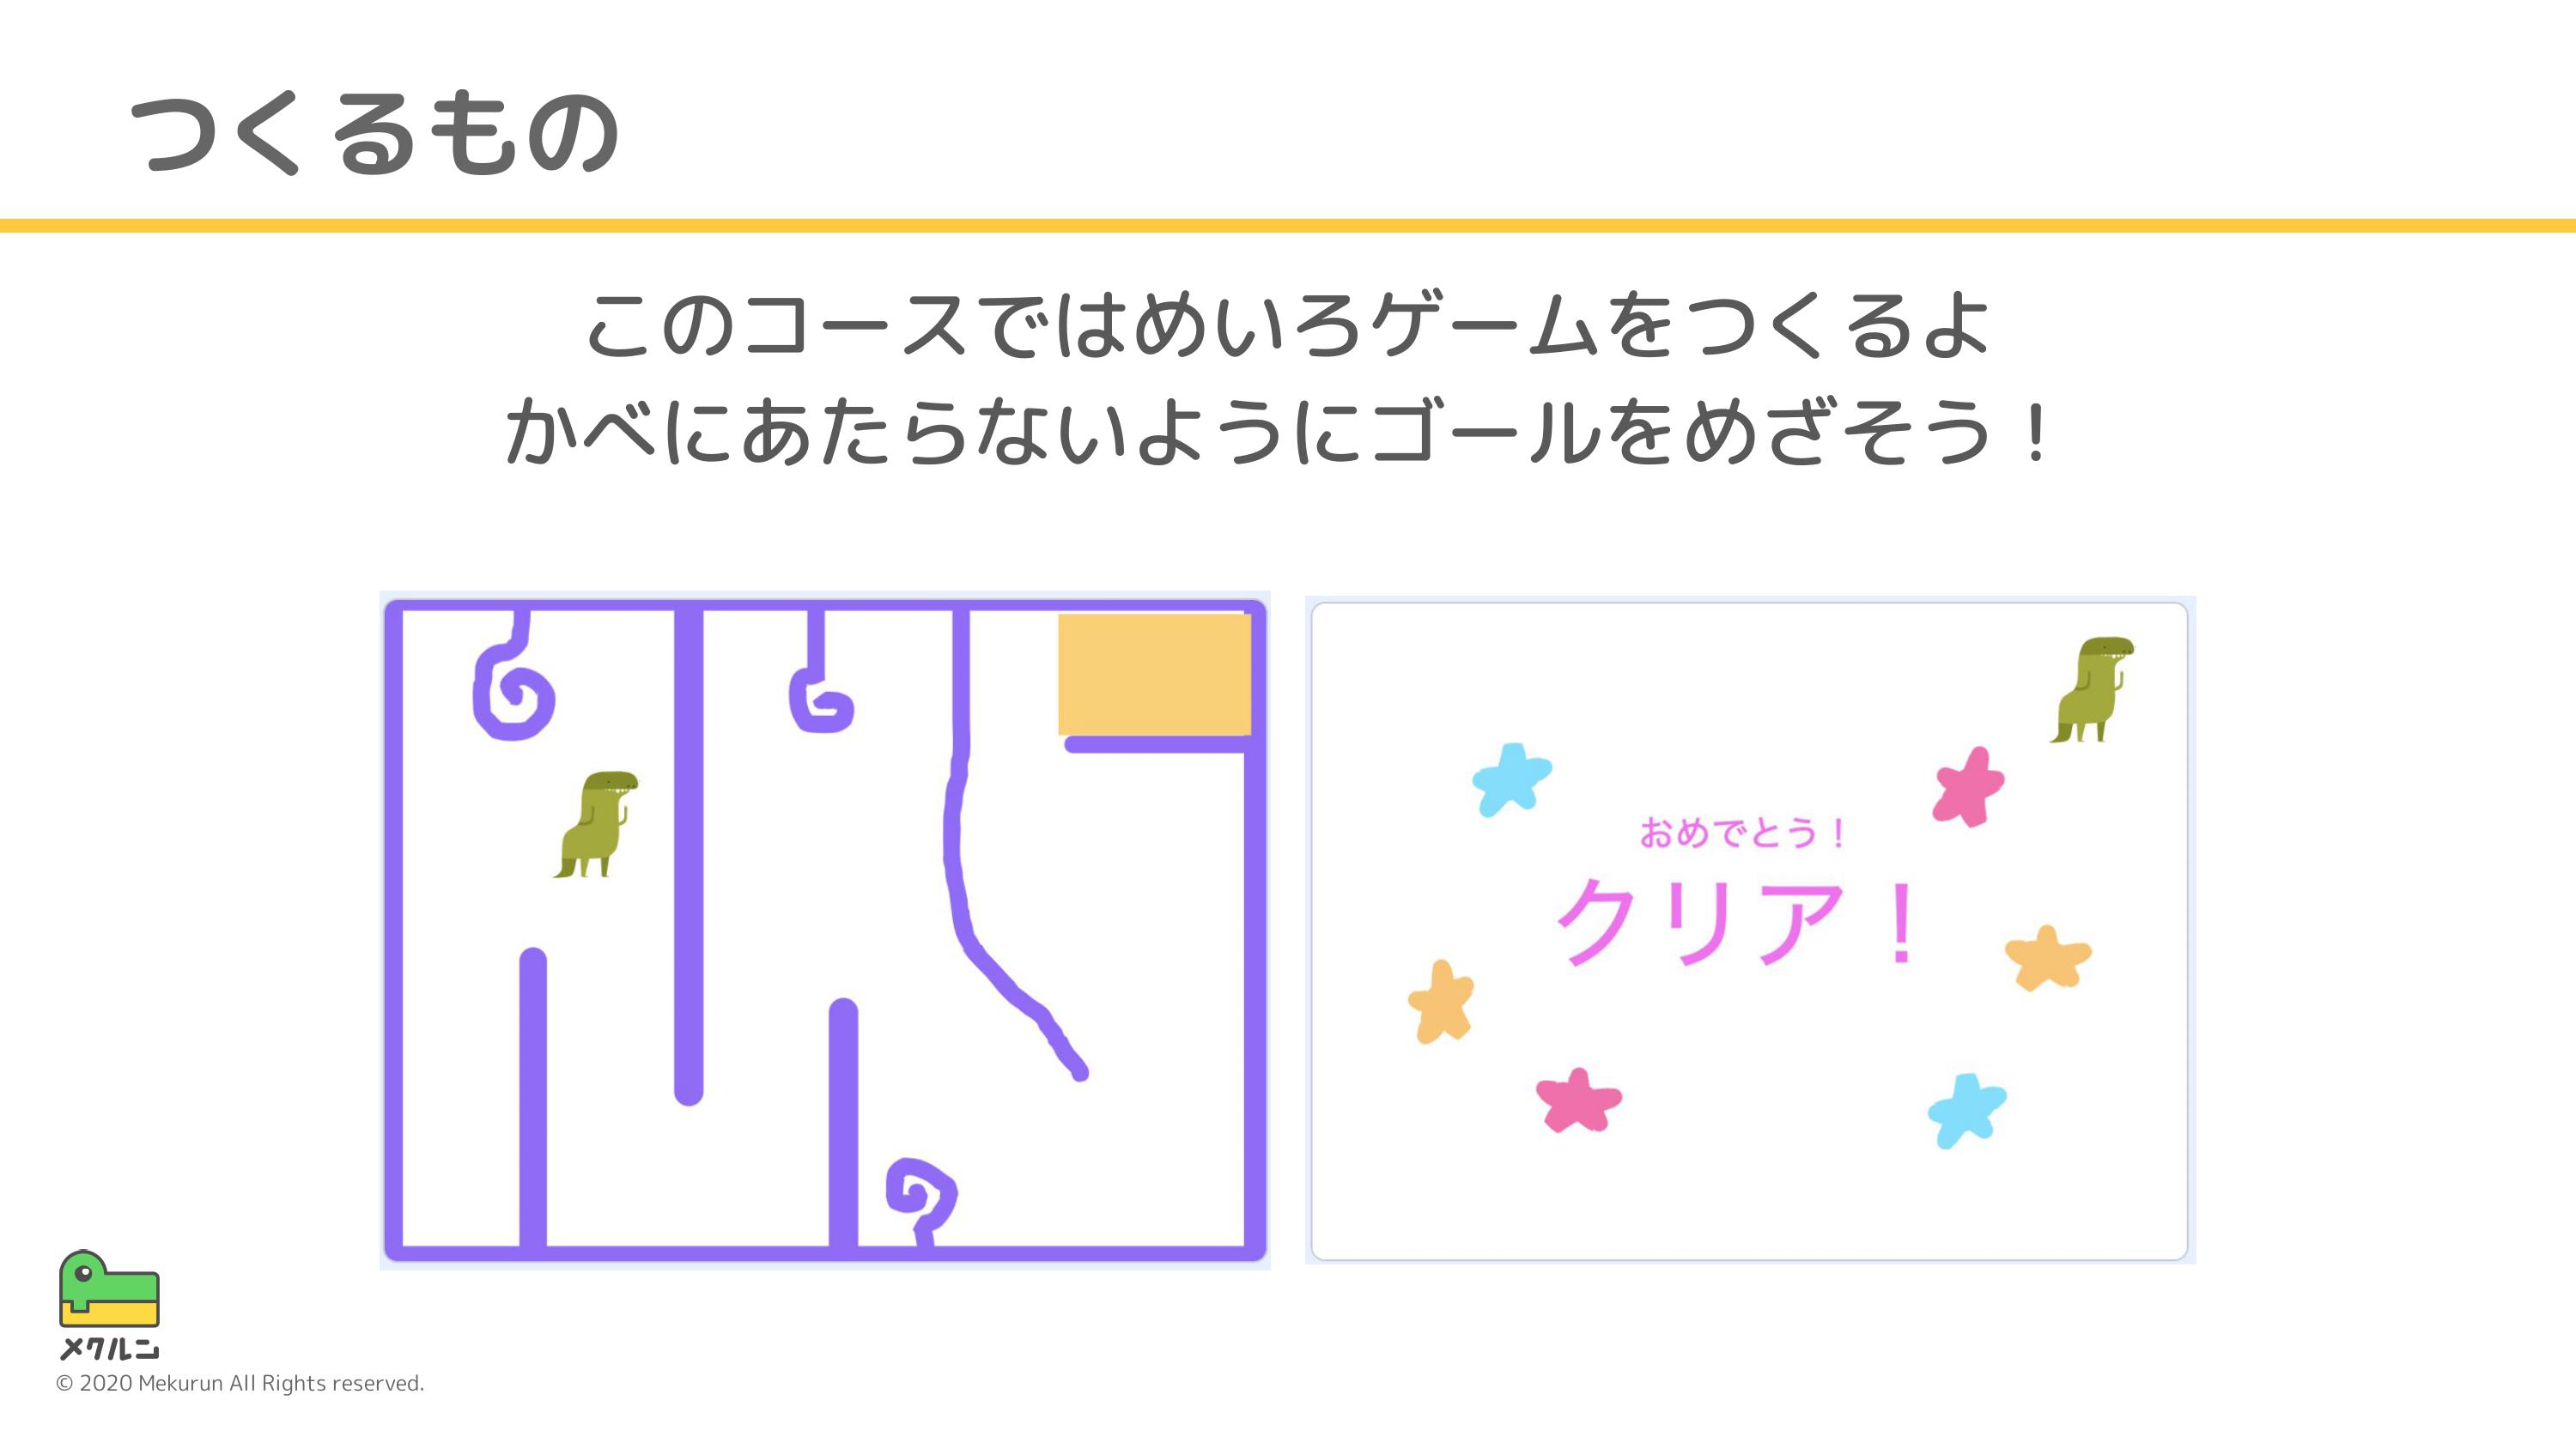 つくるもの
このコースではめいろゲームをつくるよ
かべにあたらないようにゴールをめざそう！
おめでとう！
クリア！
メクルン
© 2020 Mekurun All Rights reserved.